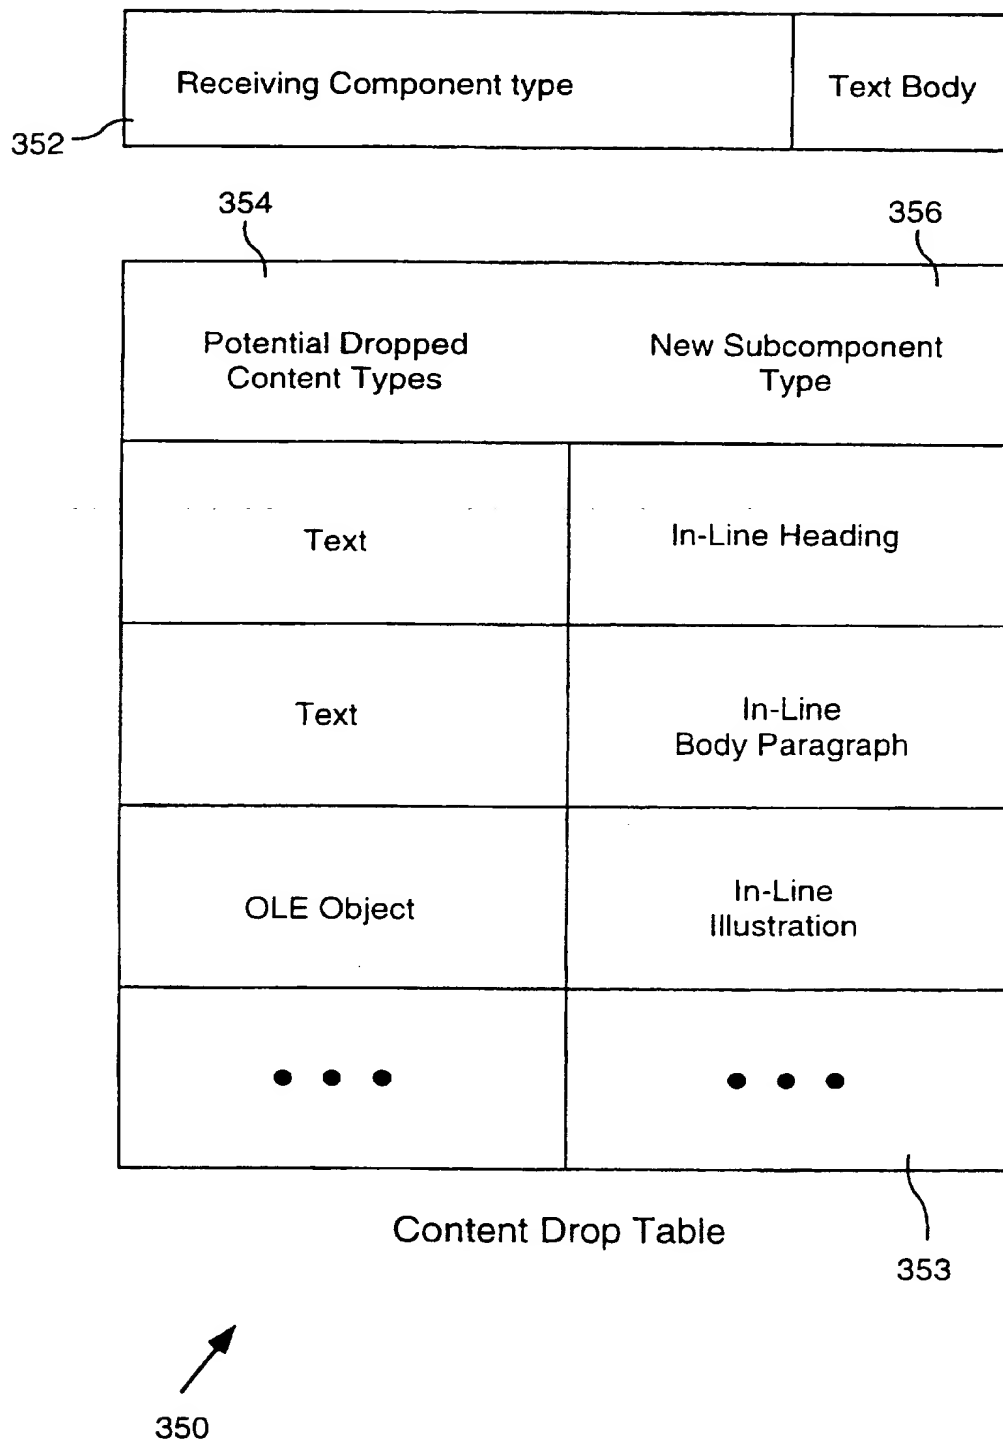 Receiving Component type Text Body
352
354 356
Potential Dropped
Content Types
New Subcomponent
Type
Text In-Line Heading
Text In-Line
Body Paragraph
OLE Object In-Line
Illustration
• • • • • •
Content Drop Table
353
350